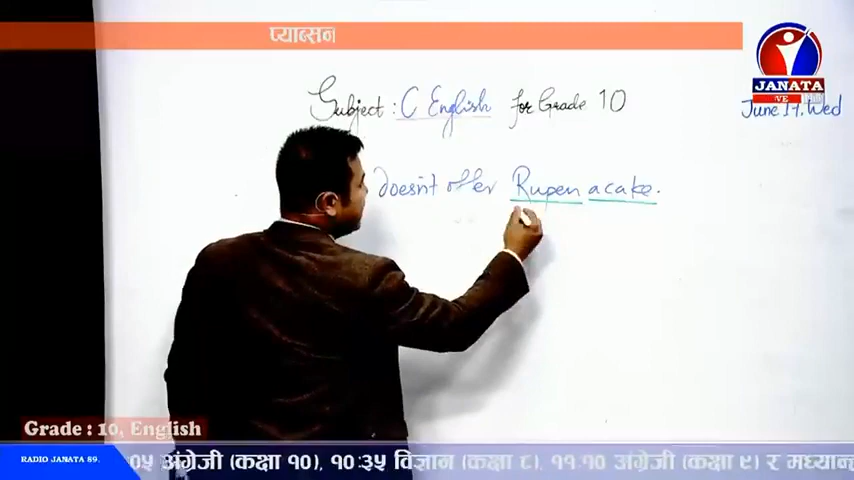 प्याब्सन
JANATA
Subject : C English for Grade 10
June 17. Wed
doesn't offer Rupen a cake.
Grade : 10, English
RADIO JANATA 89.
०५ अंग्रेजी (कक्षा १०), १०:३५ विज्ञान (कक्षा ८), ११:१० अंग्रेजी (कक्षा ९) र मध्यान्